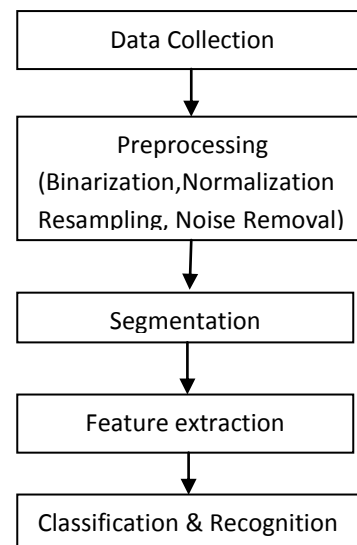 Data Collection
Preprocessing
(Binarization,Normalization
Resampling, Noise Removal)
Segmentation
Feature extraction
Classification & Recognition